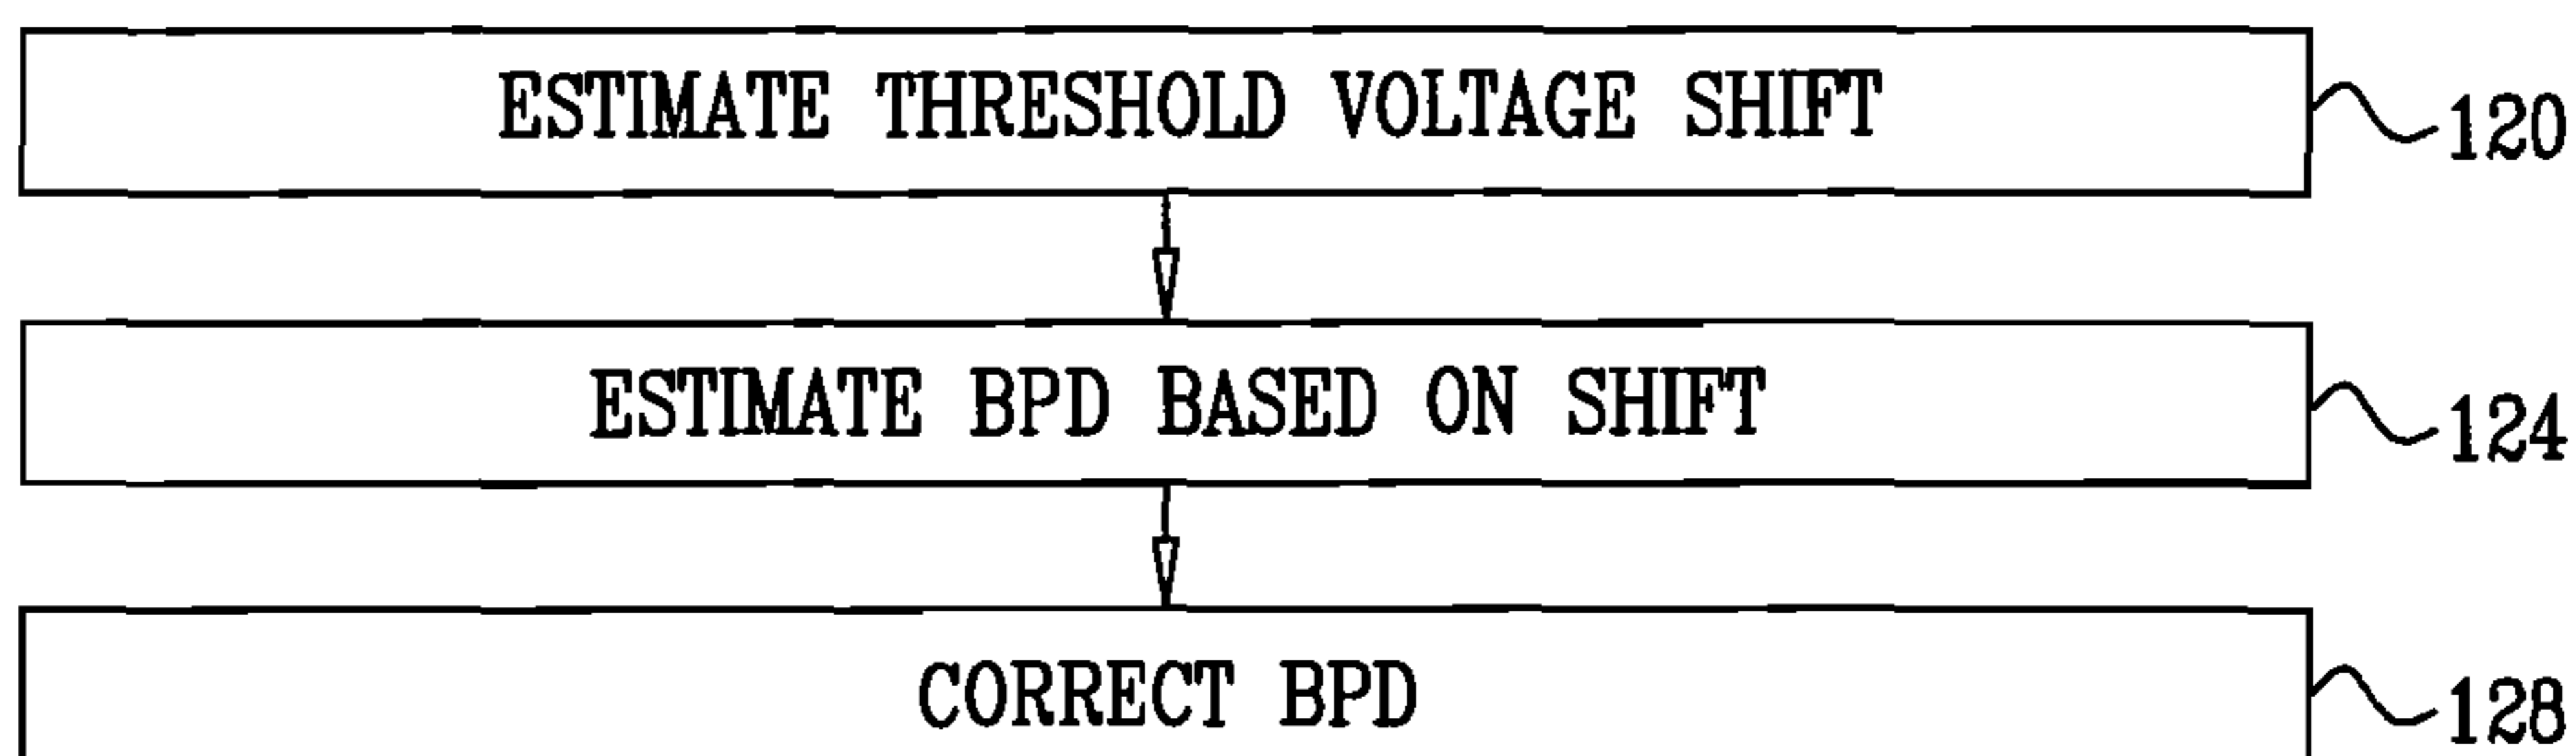 ESTIMATE THRESHOLD VOLTAGE SHIFT 120
ESTIMATE BPD BASED ON SHIFT 124
CORRECT BPD 128